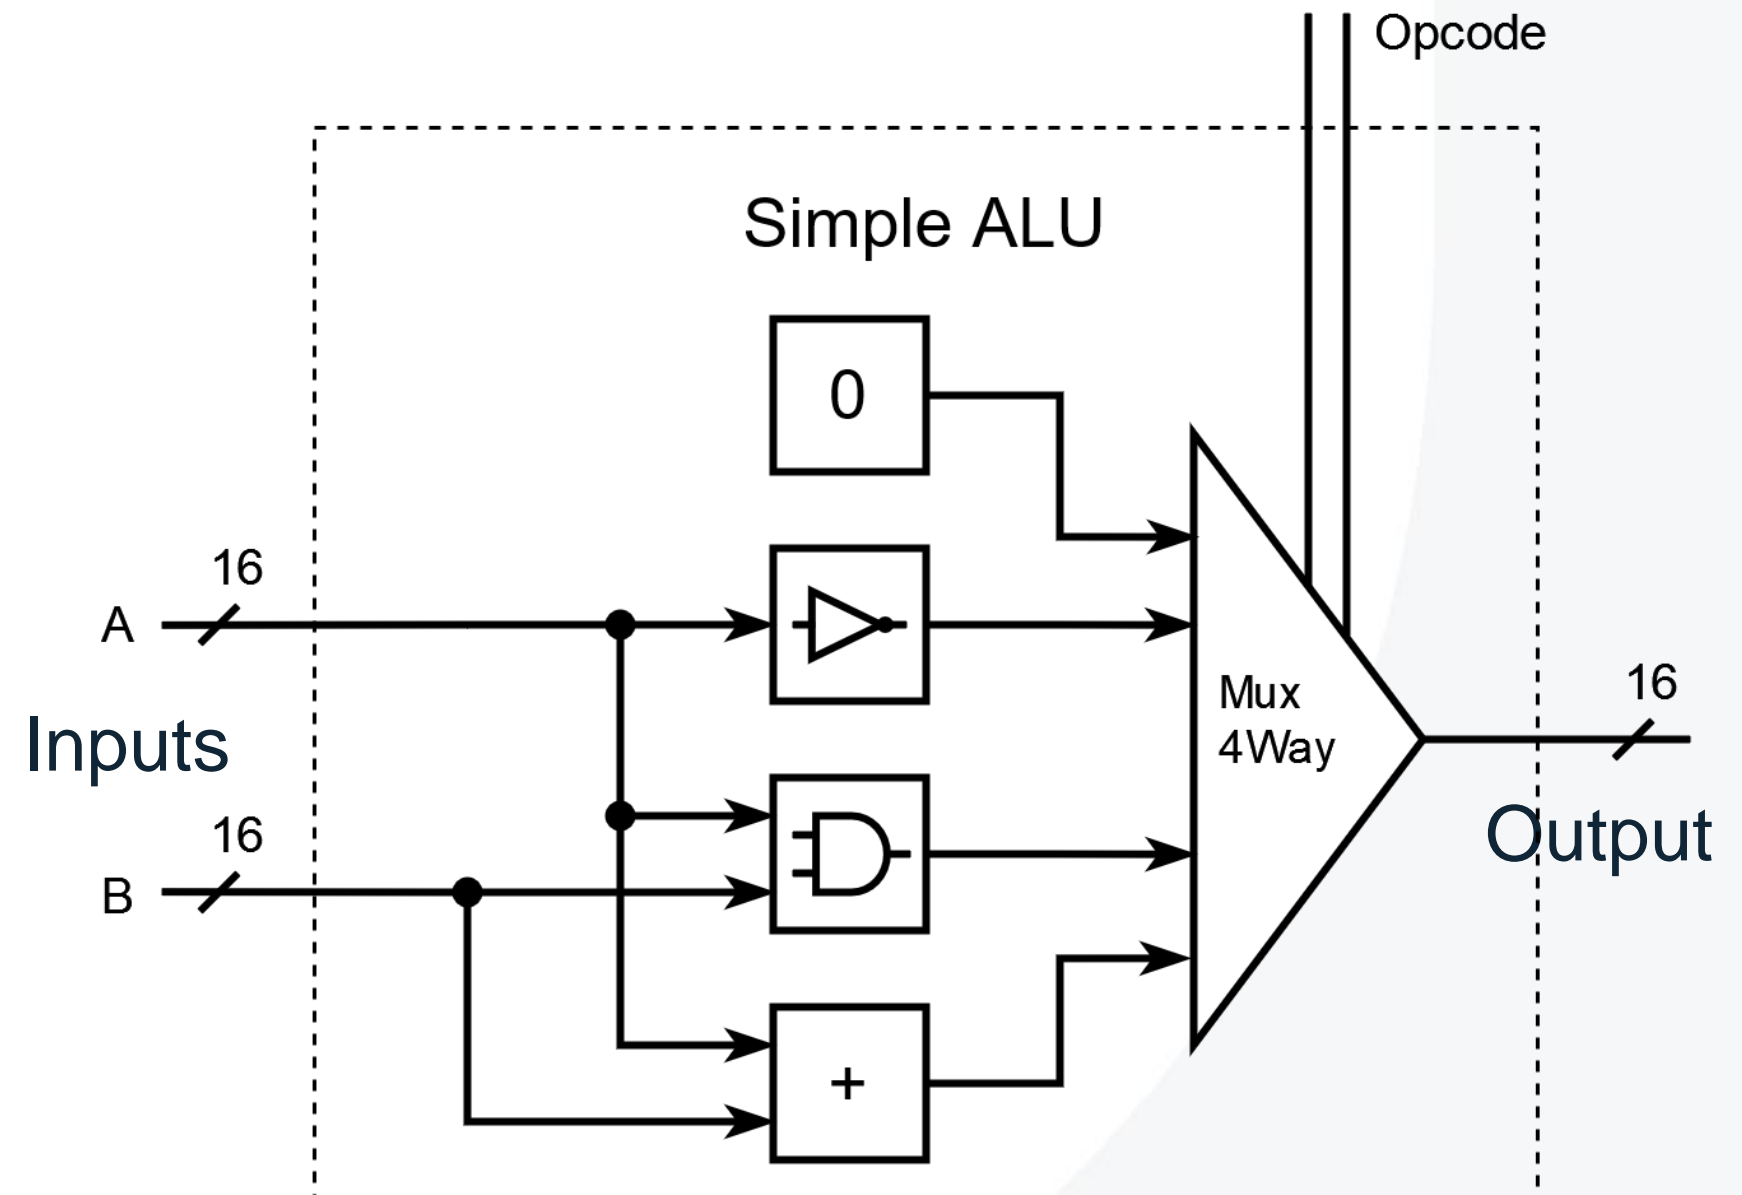 Opcode
Simple ALU
0
16
A
Inputs
16
B
Mux
4Way
16
Output
+